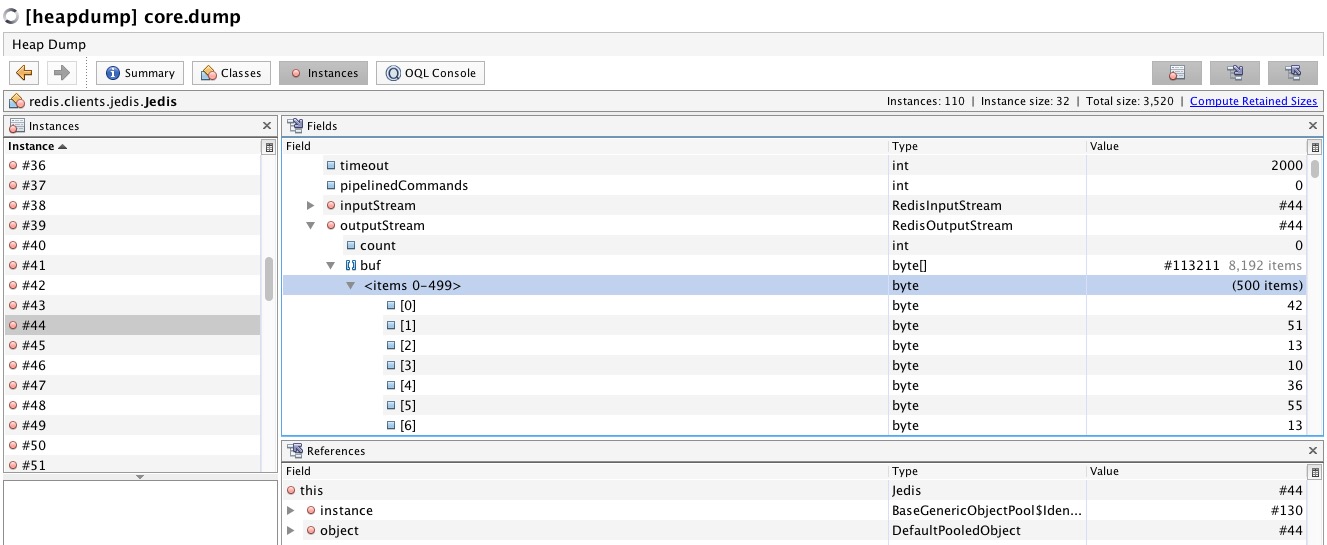 [heapdump] core.dump
Heap Dump
Summary Classes Instances OQL Console
redis.clients.jedis.Jedis Instances: 110 | Instance size: 32 | Total size: 3,520 | Compute Retained Sizes
Instances
Instance
#36
#37
#38
#39
#40
#41
#42
#43
#44
#45
#46
#47
#48
#49
#50
#51
Fields
Field Type Value
timeout int 2000
pipelinedCommands int 0
inputStream RedisInputStream #44
outputStream RedisOutputStream #44
count int 0
buf byte[] #113211 8,192 items
<items 0-499> byte (500 items)
[0] byte 42
[1] byte 51
[2] byte 13
[3] byte 10
[4] byte 36
[5] byte 55
[6] byte 13
References
Field Type Value
this Jedis #44
instance BaseGenericObjectPool$Iden... #130
object DefaultPooledObject #44